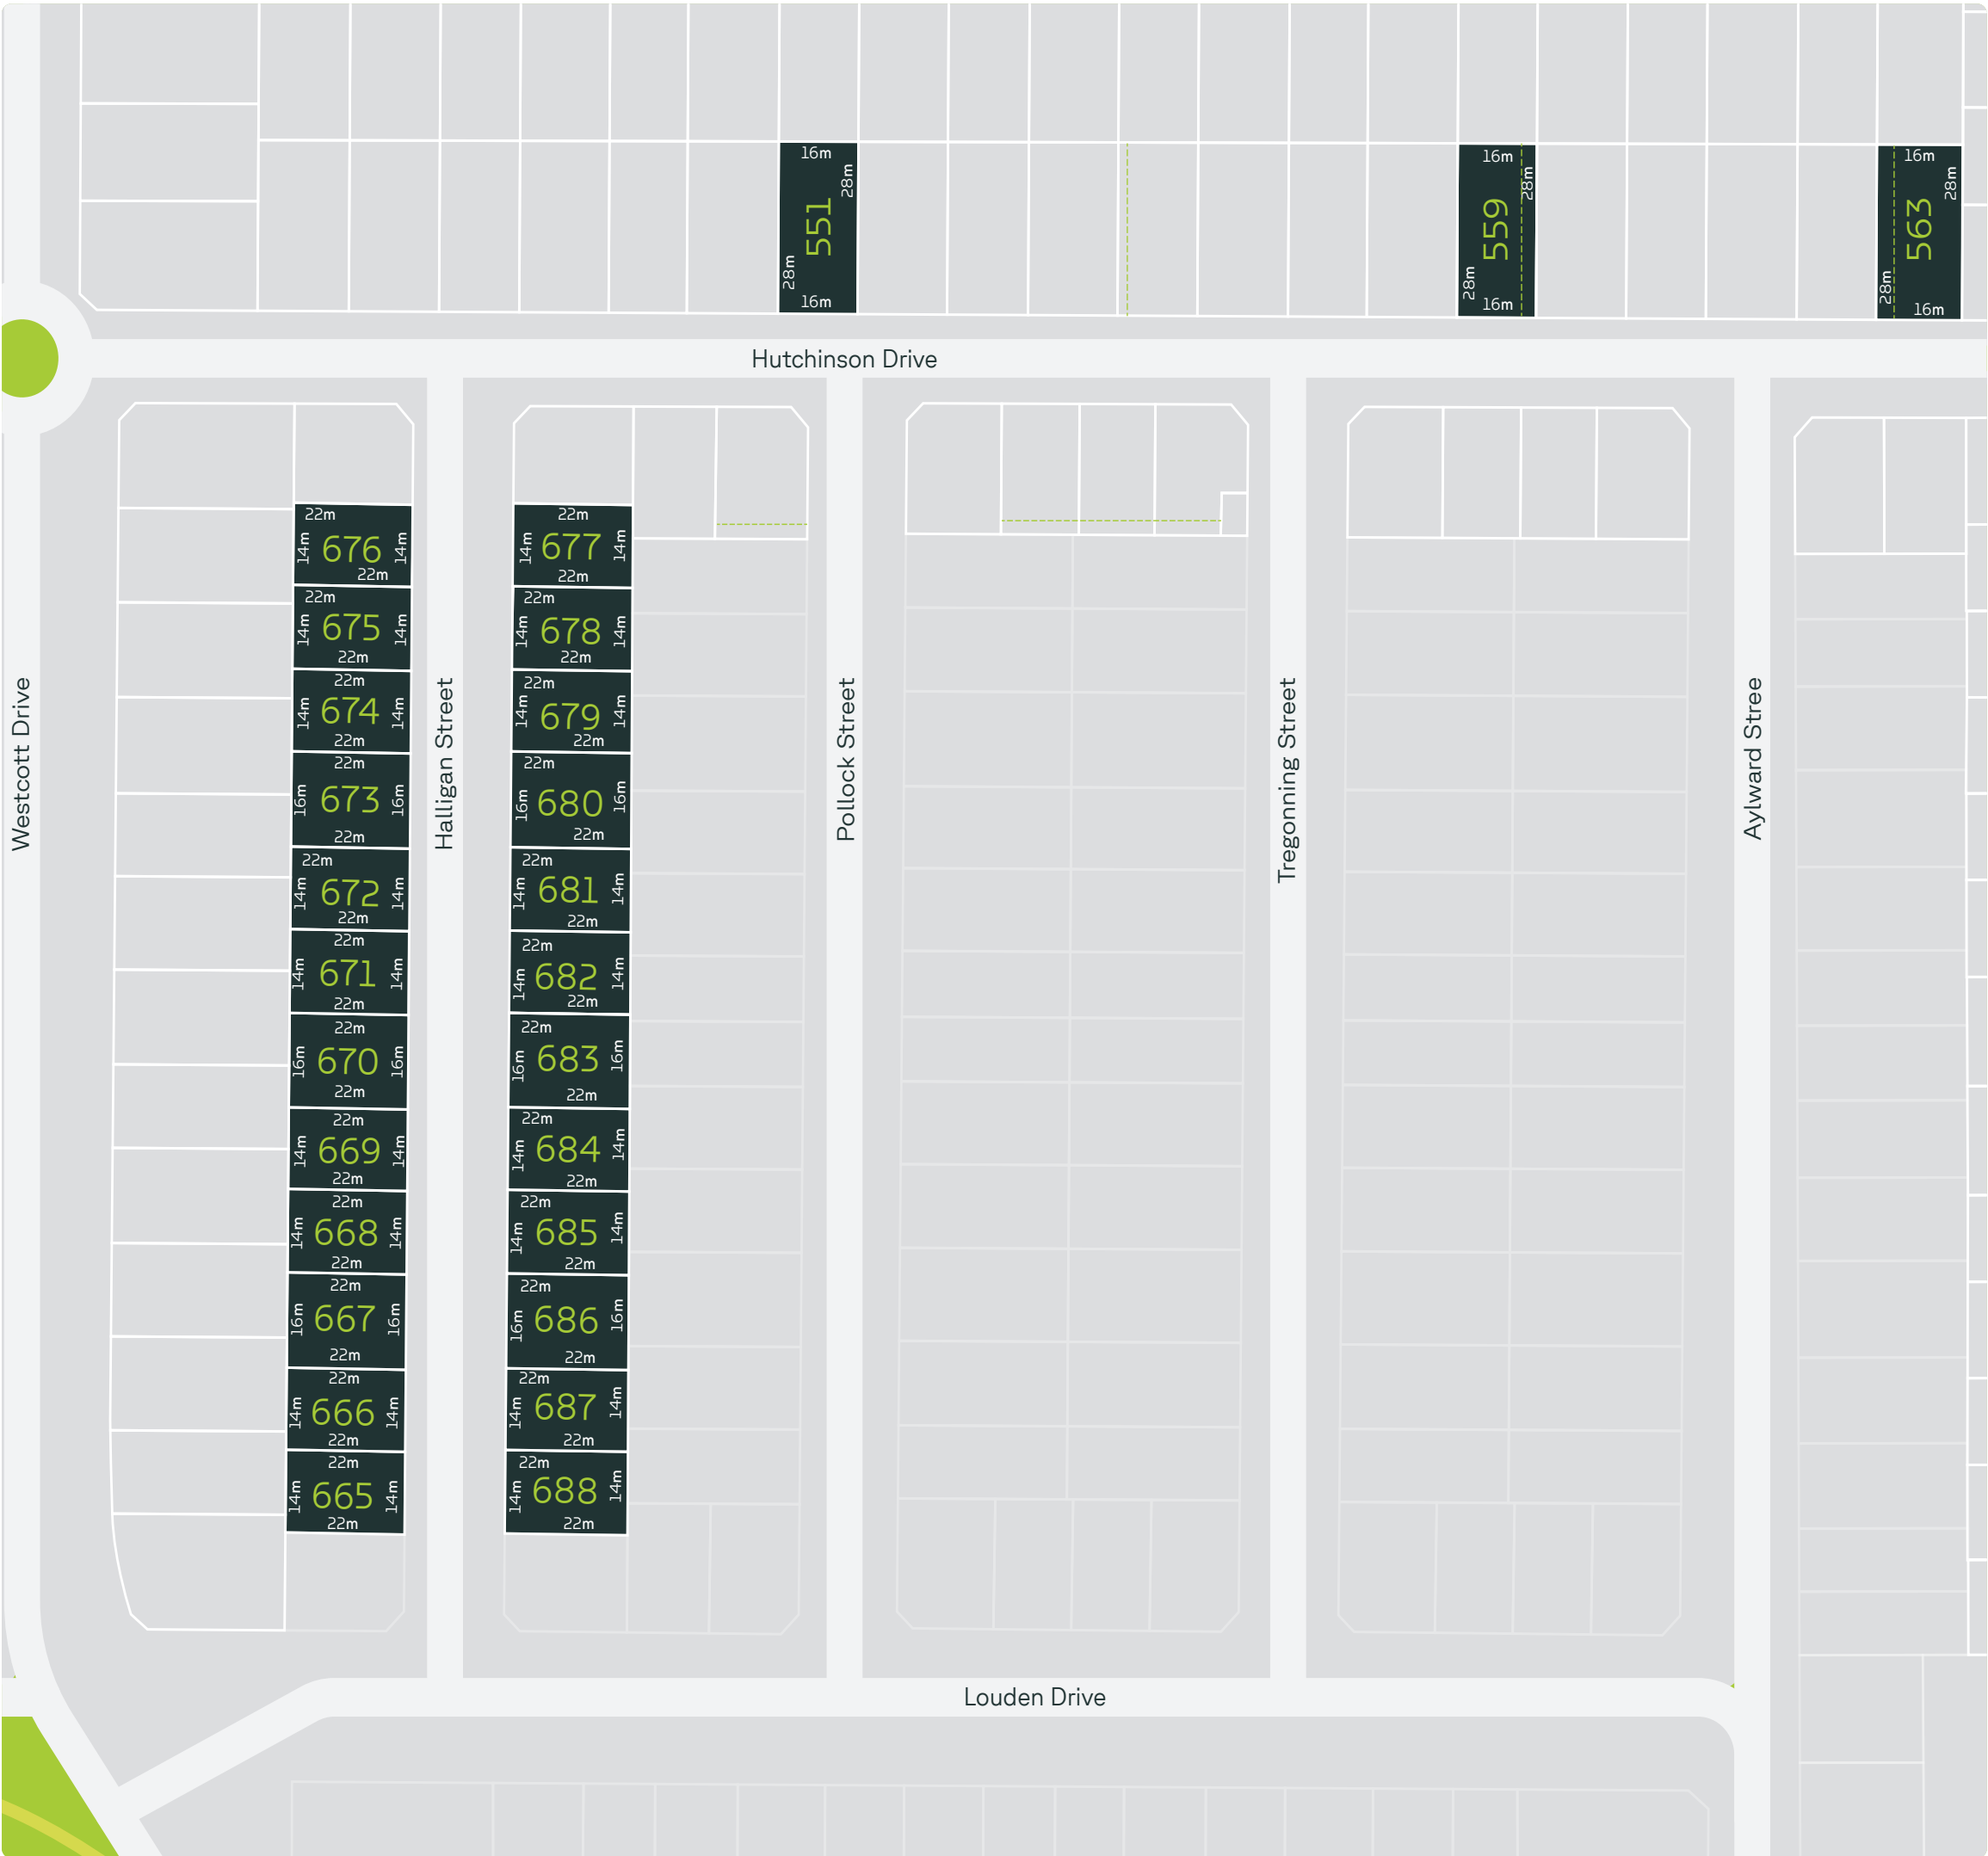 16m
28m
551
28m
16m
16m
28m
559
28m
16m
16m
28m
563
28m
16m
Hutchinson Drive
Westcott Drive
Halligan Street
Pollock Street
Tregonning Street
Aylward Stree
22m
14m 676 14m
22m
22m
14m 675 14m
22m
22m
14m 674 14m
22m
22m
16m 673 16m
22m
22m
14m 672 14m
22m
22m
14m 671 14m
22m
22m
16m 670 16m
22m
22m
14m 669 14m
22m
22m
14m 668 14m
22m
22m
16m 667 16m
22m
22m
14m 666 14m
22m
22m
14m 665 14m
22m
22m
14m 677 14m
22m
22m
14m 678 14m
22m
22m
14m 679 14m
22m
22m
16m 680 16m
22m
22m
14m 681 14m
22m
22m
14m 682 14m
22m
22m
16m 683 16m
22m
22m
14m 684 14m
22m
22m
14m 685 14m
22m
22m
16m 686 16m
22m
22m
14m 687 14m
22m
22m
14m 688 14m
22m
Louden Drive